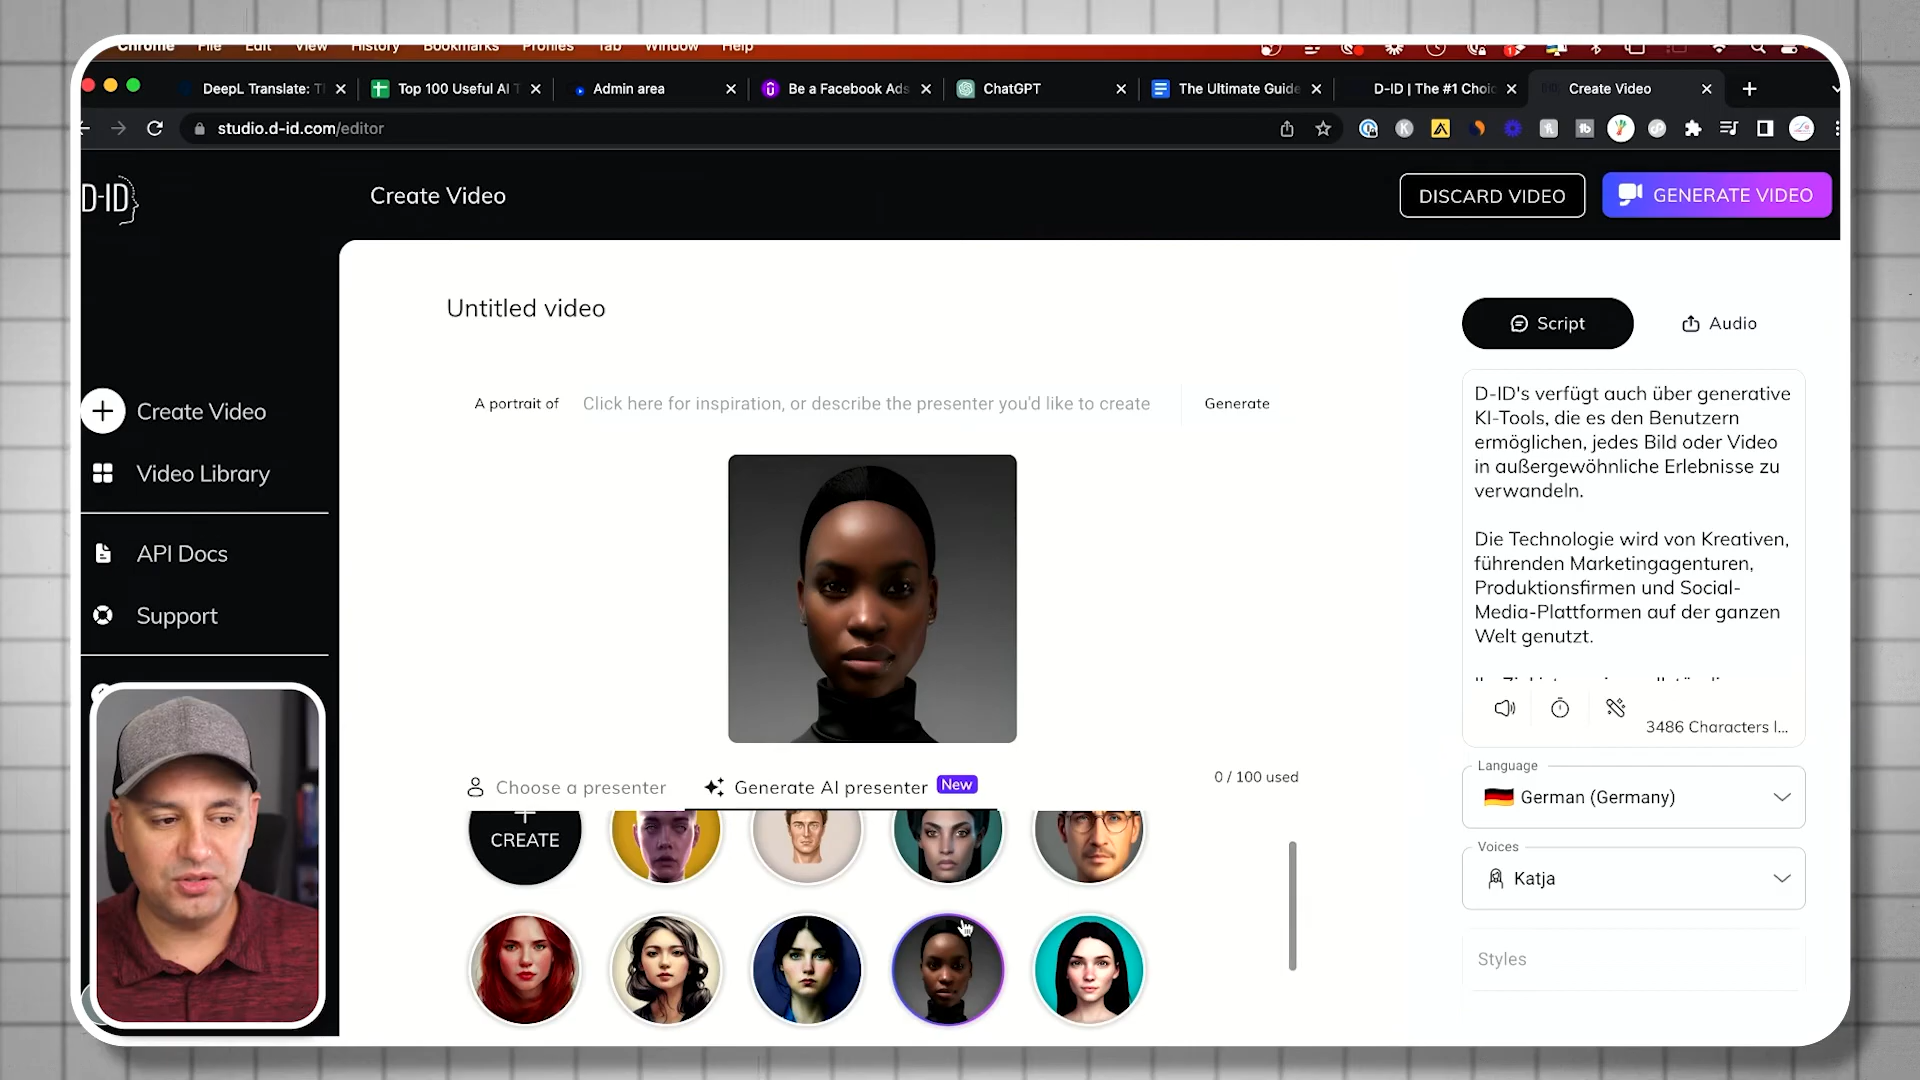 Chrome File Edit View History Bookmarks Profiles Tab Window Help
DeepL Translate: T
Top 100 Useful AI T
Admin area
Be a Facebook Ads
ChatGPT
The Ultimate Guide
D-ID | The #1 Choic
Create Video
studio.d-id.com/editor
D-ID
Create Video
DISCARD VIDEO
GENERATE VIDEO
Create Video
Video Library
API Docs
Support
Untitled video
A portrait of
Click here for inspiration, or describe the presenter you'd like to create
Generate
Choose a presenter
Generate AI presenter
New
0 / 100 used
CREATE
Script
Audio
D-ID's verfügt auch über generative
KI-Tools, die es den Benutzern
ermöglichen, jedes Bild oder Video
in außergewöhnliche Erlebnisse zu
verwandeln.
Die Technologie wird von Kreativen,
führenden Marketingagenturen,
Produktionsfirmen und Social-
Media-Plattformen auf der ganzen
Welt genutzt.
3486 Characters l...
Language
German (Germany)
Voices
Katja
Styles